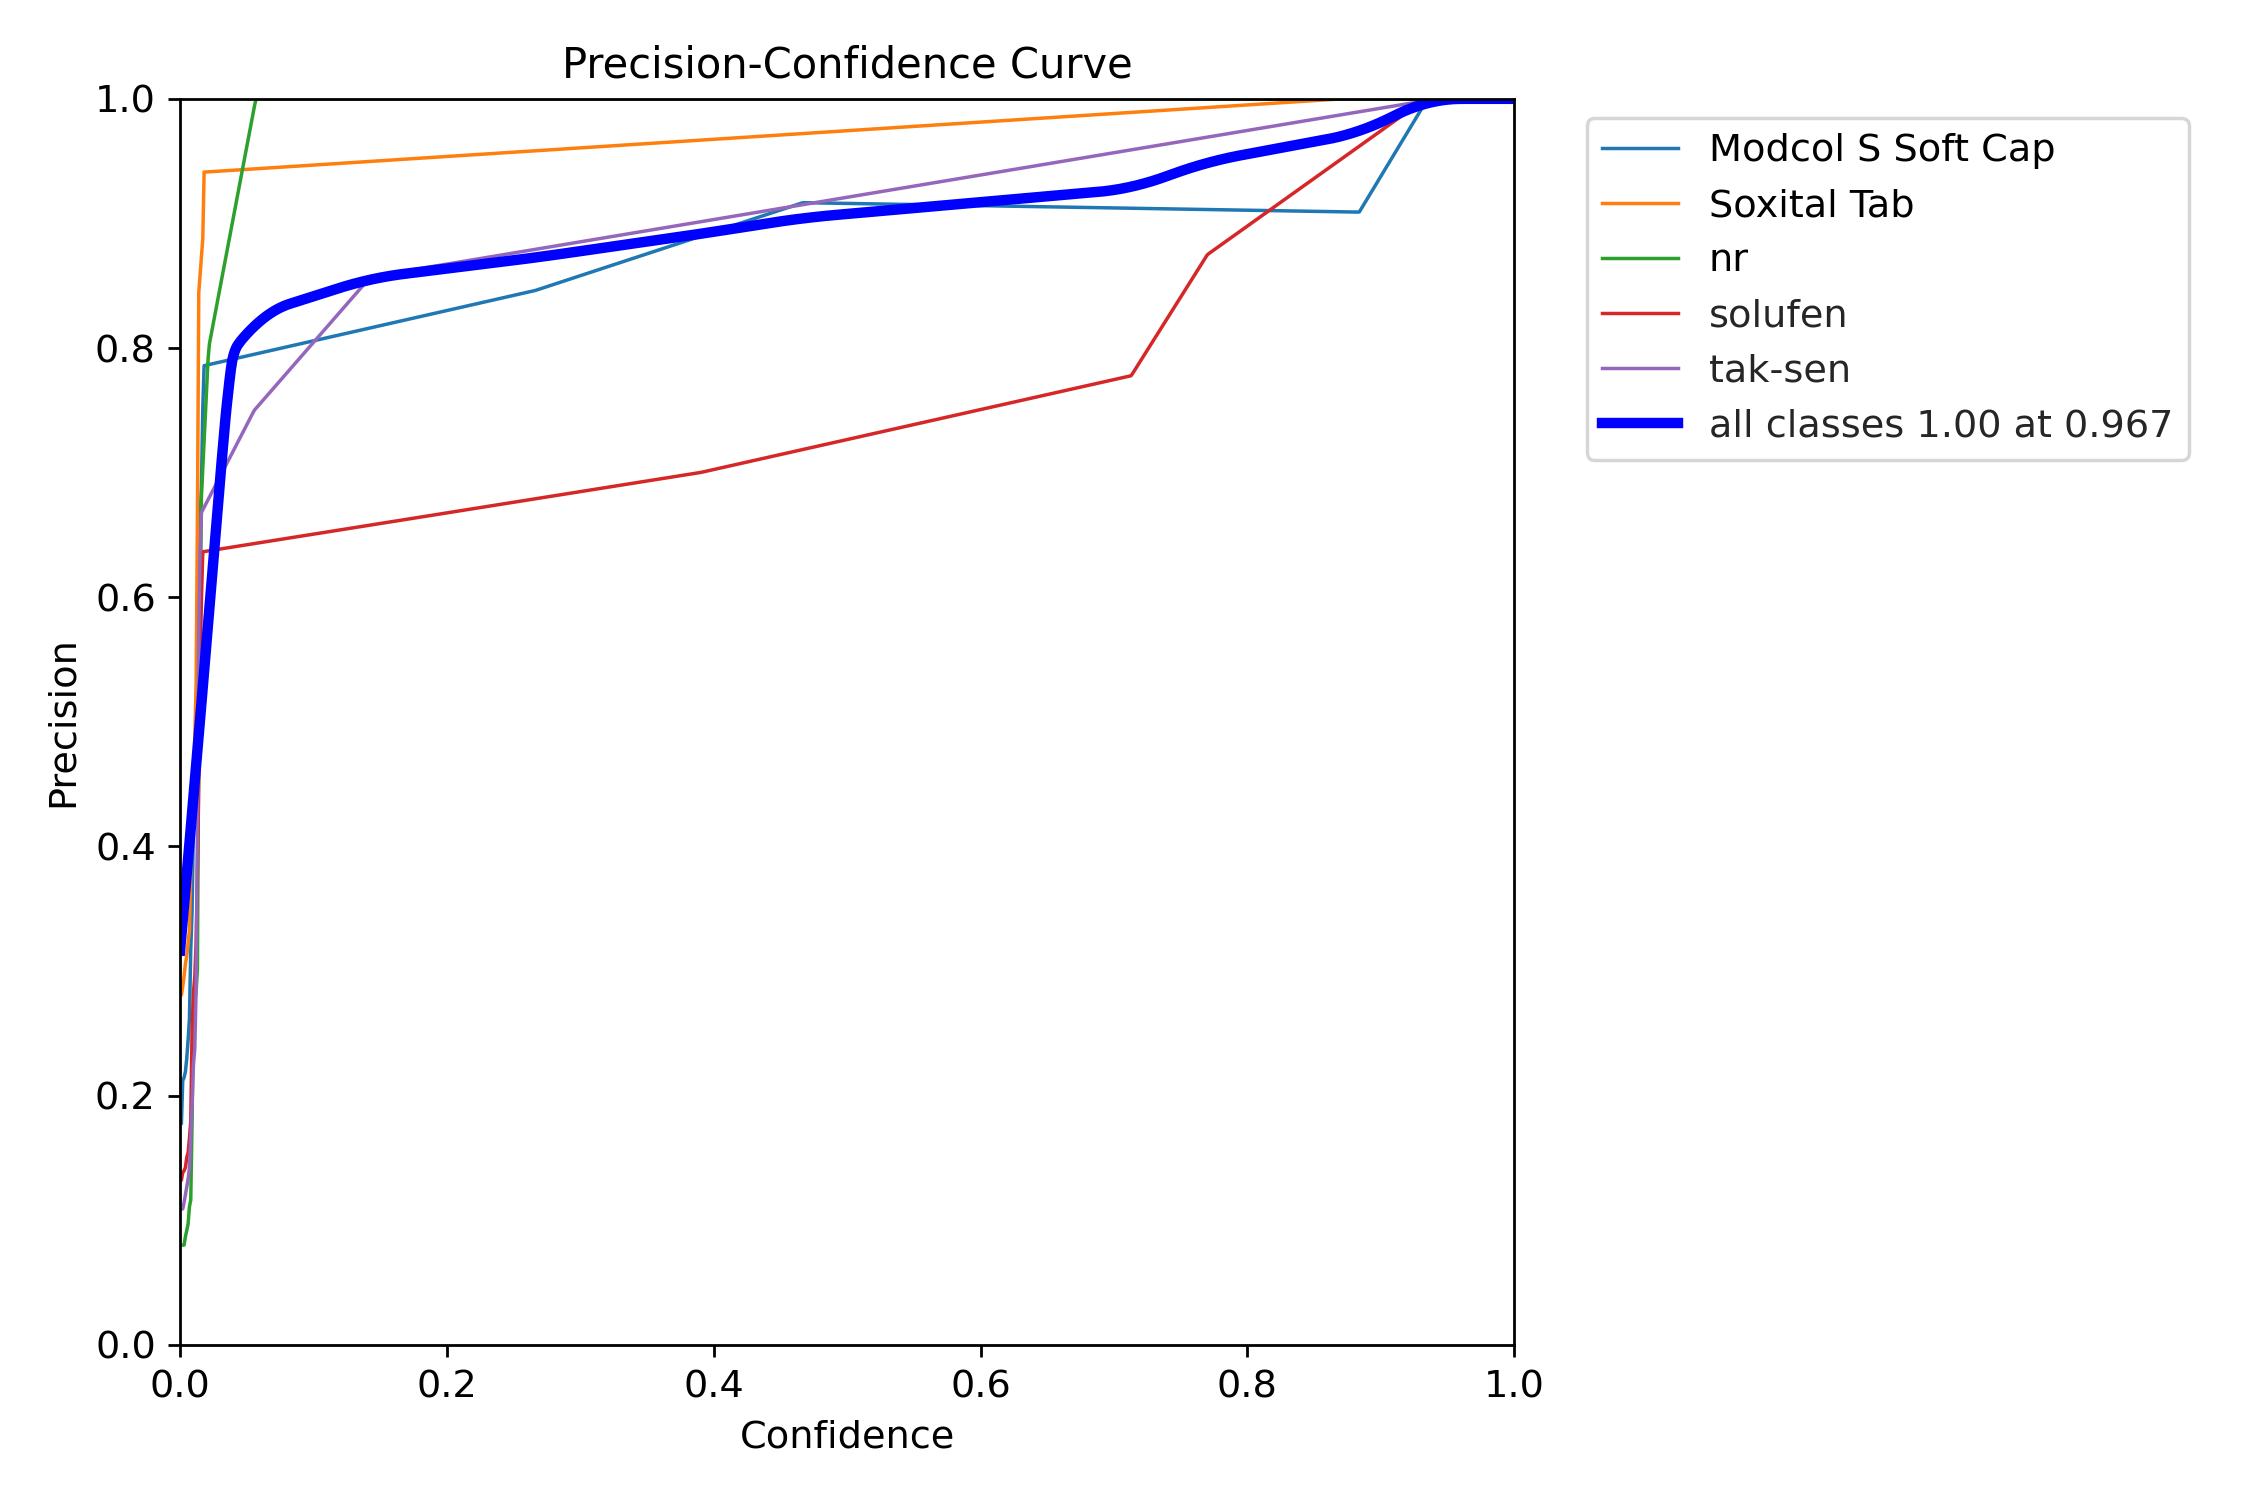 Precision-Confidence Curve
1.0
0.8
0.6
0.4
0.2
0.0
Precision
0.0 0.2 0.4 0.6 0.8 1.0
Confidence
Modcol S Soft Cap
Soxital Tab
nr
solufen
tak-sen
all classes 1.00 at 0.967